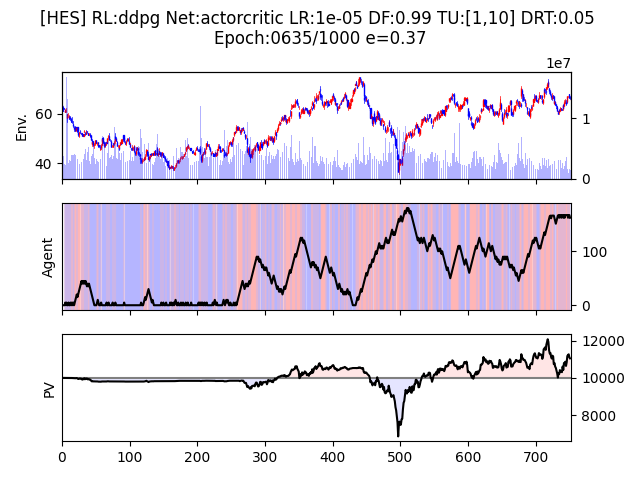 [HES] RL:ddpg Net:actorcritic LR:1e-05 DF:0.99 TU:[1,10] DRT:0.05
Epoch:0635/1000 e=0.37
1e7
Env.
60
40
1
0
Agent
100
0
PV
12000
10000
8000
0 100 200 300 400 500 600 700